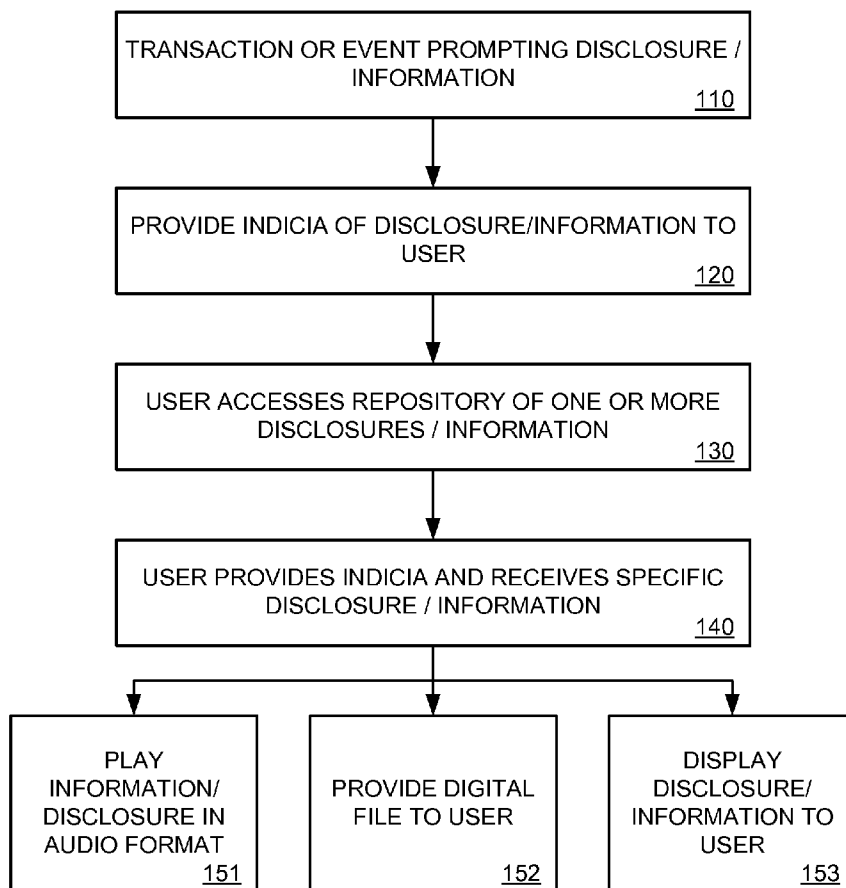 TRANSACTION OR EVENT PROMPTING DISCLOSURE /
INFORMATION
110
PROVIDE INDICIA OF DISCLOSURE/INFORMATION TO
USER
120
USER ACCESSES REPOSITORY OF ONE OR MORE
DISCLOSURES / INFORMATION
130
USER PROVIDES INDICIA AND RECEIVES SPECIFIC
DISCLOSURE / INFORMATION
140
PLAY
INFORMATION/
DISCLOSURE IN
AUDIO FORMAT
151
PROVIDE DIGITAL
FILE TO USER
152
DISPLAY
DISCLOSURE/
INFORMATION TO
USER
153